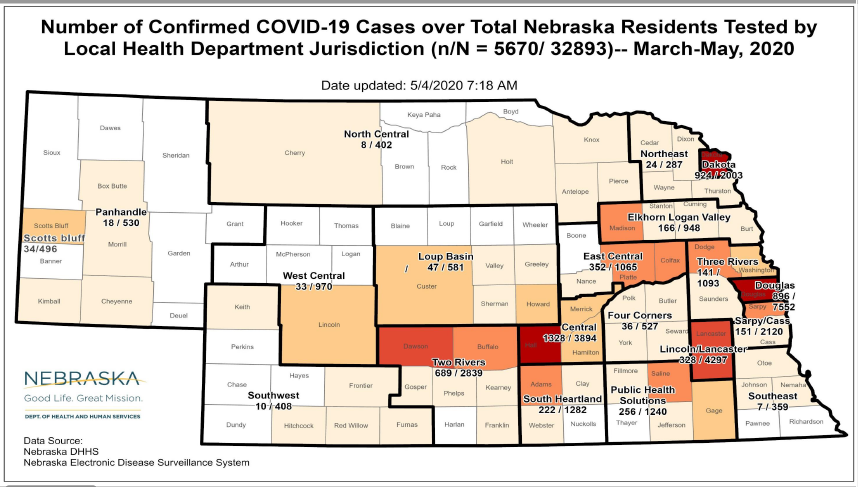 Number of Confirmed COVID-19 Cases over Total Nebraska Residents Tested by
Local Health Department Jurisdiction (n/N = 5670/ 32893)-- March-May, 2020
Date updated: 5/4/2020 7:18 AM
Sioux
Dawes
Sheridan
Box Butte
Panhandle
18 / 530
Scotts Bluff
Scotts bluff
34/496
Morrill
Banner
Garden
Kimball
Cheyenne
Deuel
North Central
8 / 402
Cherry
Keya Paha
Boyd
Brown
Rock
Holt
Knox
Antelope
Pierce
Cedar
Dixon
Northeast
24 / 287
Wayne
Thurston
Dakota
924 / 2003
Grant
Hooker
Thomas
Arthur
McPherson
Logan
West Central
33 / 970
Keith
Lincoln
Perkins
Blaine
Loup
Garfield
Wheeler
Loup Basin
47 / 581
/
Custer
Valley
Greeley
Sherman
Howard
Boone
Stanton
Cuming
Elkhorn Logan Valley
166 / 948
Madison
Burt
East Central
352 / 1065
Platte
Colfax
Nance
Dodge
Three Rivers
141 /
1093
Washington
Saunders
Douglas
896 /
7552
Sarpy
Sarpy/Cass
151 / 2120
Cass
Polk
Butler
Four Corners
36 / 527
York
Seward
Merrick
Central
1328 / 3894
Hall
Hamilton
Lancaster
Lincoln/Lancaster
328 / 4297
Otoe
Dawson
Buffalo
Two Rivers
689 / 2839
Gosper
Phelps
Kearney
Harlan
Franklin
Chase
Hayes
Frontier
Southwest
10 / 408
Dundy
Hitchcock
Red Willow
Furnas
Adams
Clay
South Heartland
222 / 1282
Webster
Nuckolls
Fillmore
Saline
Public Health
Solutions
256 / 1240
Thayer
Jefferson
Gage
Johnson
Nemaha
Southeast
7 / 359
Pawnee
Richardson
NEBRASKA
Good Life. Great Mission.
DEPT. OF HEALTH AND HUMAN SERVICES
Data Source:
Nebraska DHHS
Nebraska Electronic Disease Surveillance System